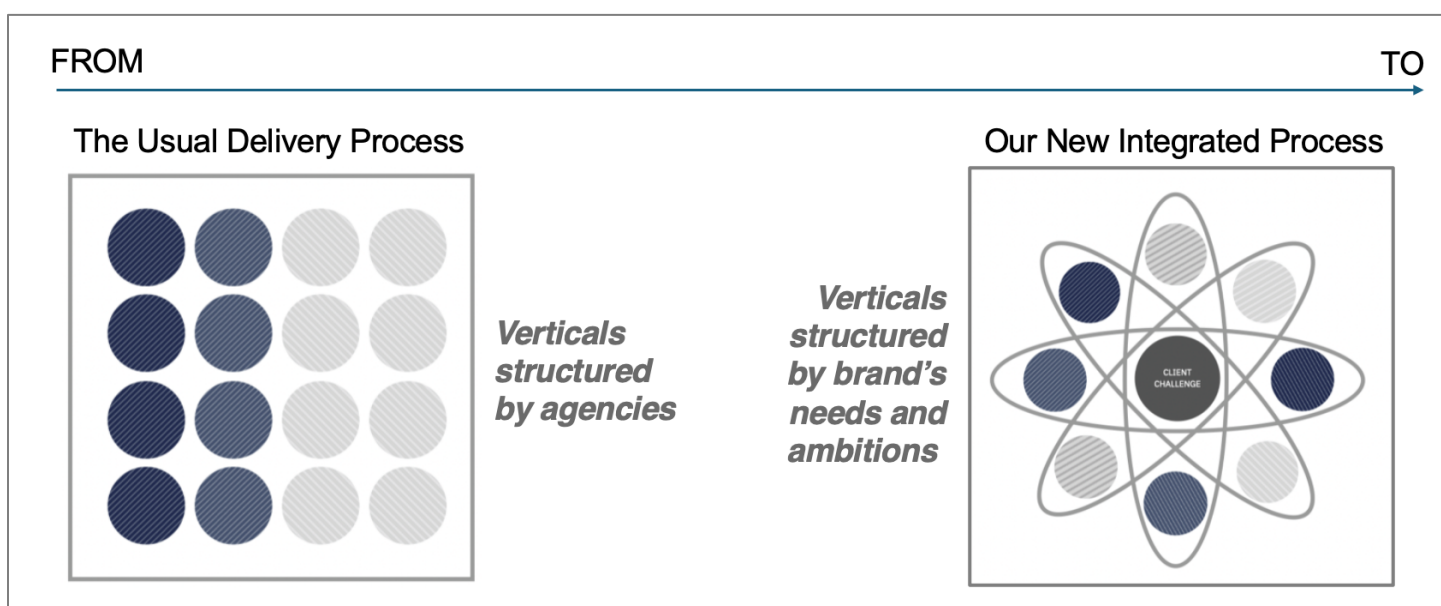 FROM
TO
The Usual Delivery Process
Our New Integrated Process
Verticals
structured
by agencies
Verticals
structured
by brand’s
needs and
ambitions
CLIENT
CHALLENGE